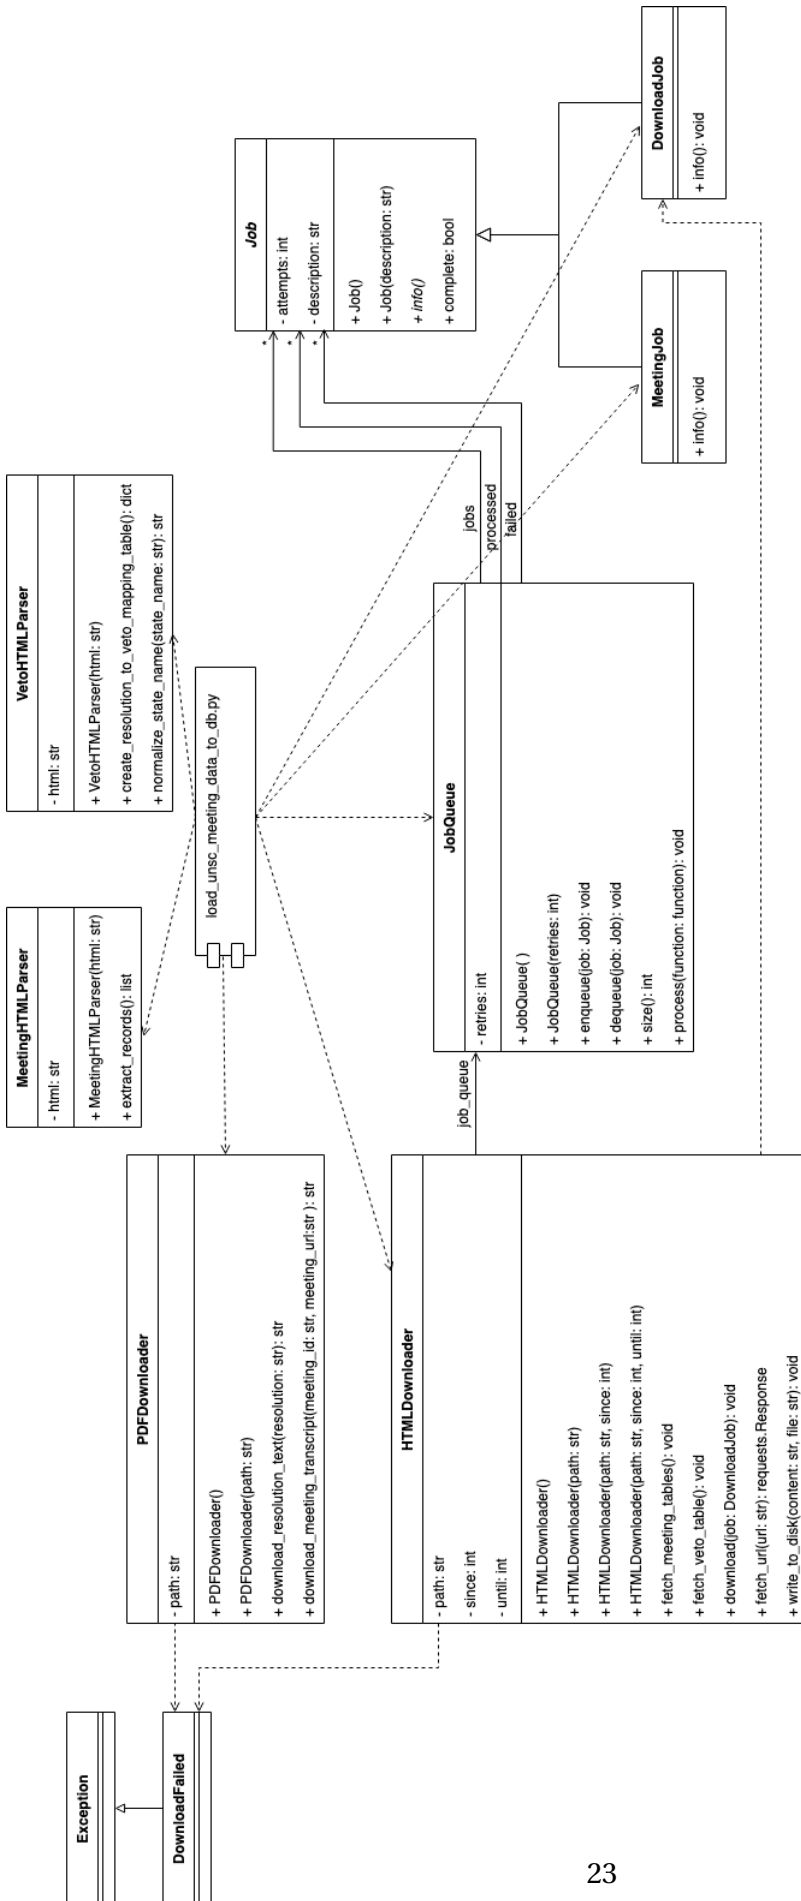 Exception
DownloadFailed
PDFDownloader
- path: str
+ PDFDownloader()
+ PDFDownloader(path: str)
+ download_resolution_text(resolution: str): str
+ download_meeting_transcript(meeting_id: str, meeting_url:str ): str
HTMLDownloader
- path: str
- since: int
- until: int
+ HTMLDownloader()
+ HTMLDownloader(path: str)
+ HTMLDownloader(path: str, since: int)
+ HTMLDownloader(path: str, since: int, until: int)
+ fetch_meeting_tables(): void
+ fetch_veto_table(): void
+ download(job: DownloadJob): void
+ fetch_url(url: str): requests.Response
+ write_to_disk(content: str, file: str): void
MeetingHTMLParser
- html: str
+ MeetingHTMLParser(html: str)
+ extract_records(): list
VetoHTMLParser
- html: str
+ VetoHTMLParser(html: str)
+ create_resolution_to_veto_mapping_table(): dict
+ normalize_state_name(state_name: str): str
load_unsc_meeting_data_to_db.py
job_queue
JobQueue
- retries: int
+ JobQueue( )
+ JobQueue(retries: int)
+ enqueue(job: Job): void
+ dequeue(job: Job): void
+ size(): int
+ process(function: function): void
jobs
processed
failed
*
*
*
Job
- attempts: int
- description: str
+ Job()
+ Job(description: str)
+ info()
+ complete: bool
MeetingJob
+ info(): void
DownloadJob
+ info(): void
23